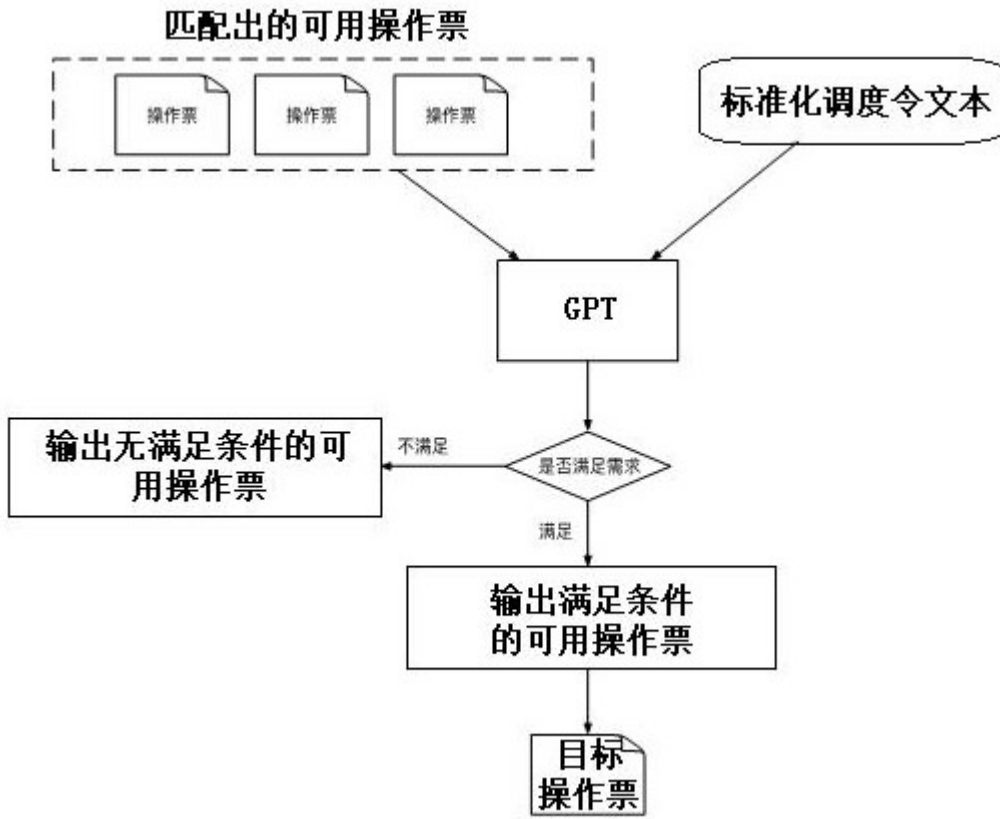 匹配出的可用操作票
操作票
操作票
操作票
标准化调度令文本
GPT
是否满足需求
不满足
输出无满足条件的可
用操作票
满足
输出满足条件
的可用操作票
目标
操作票